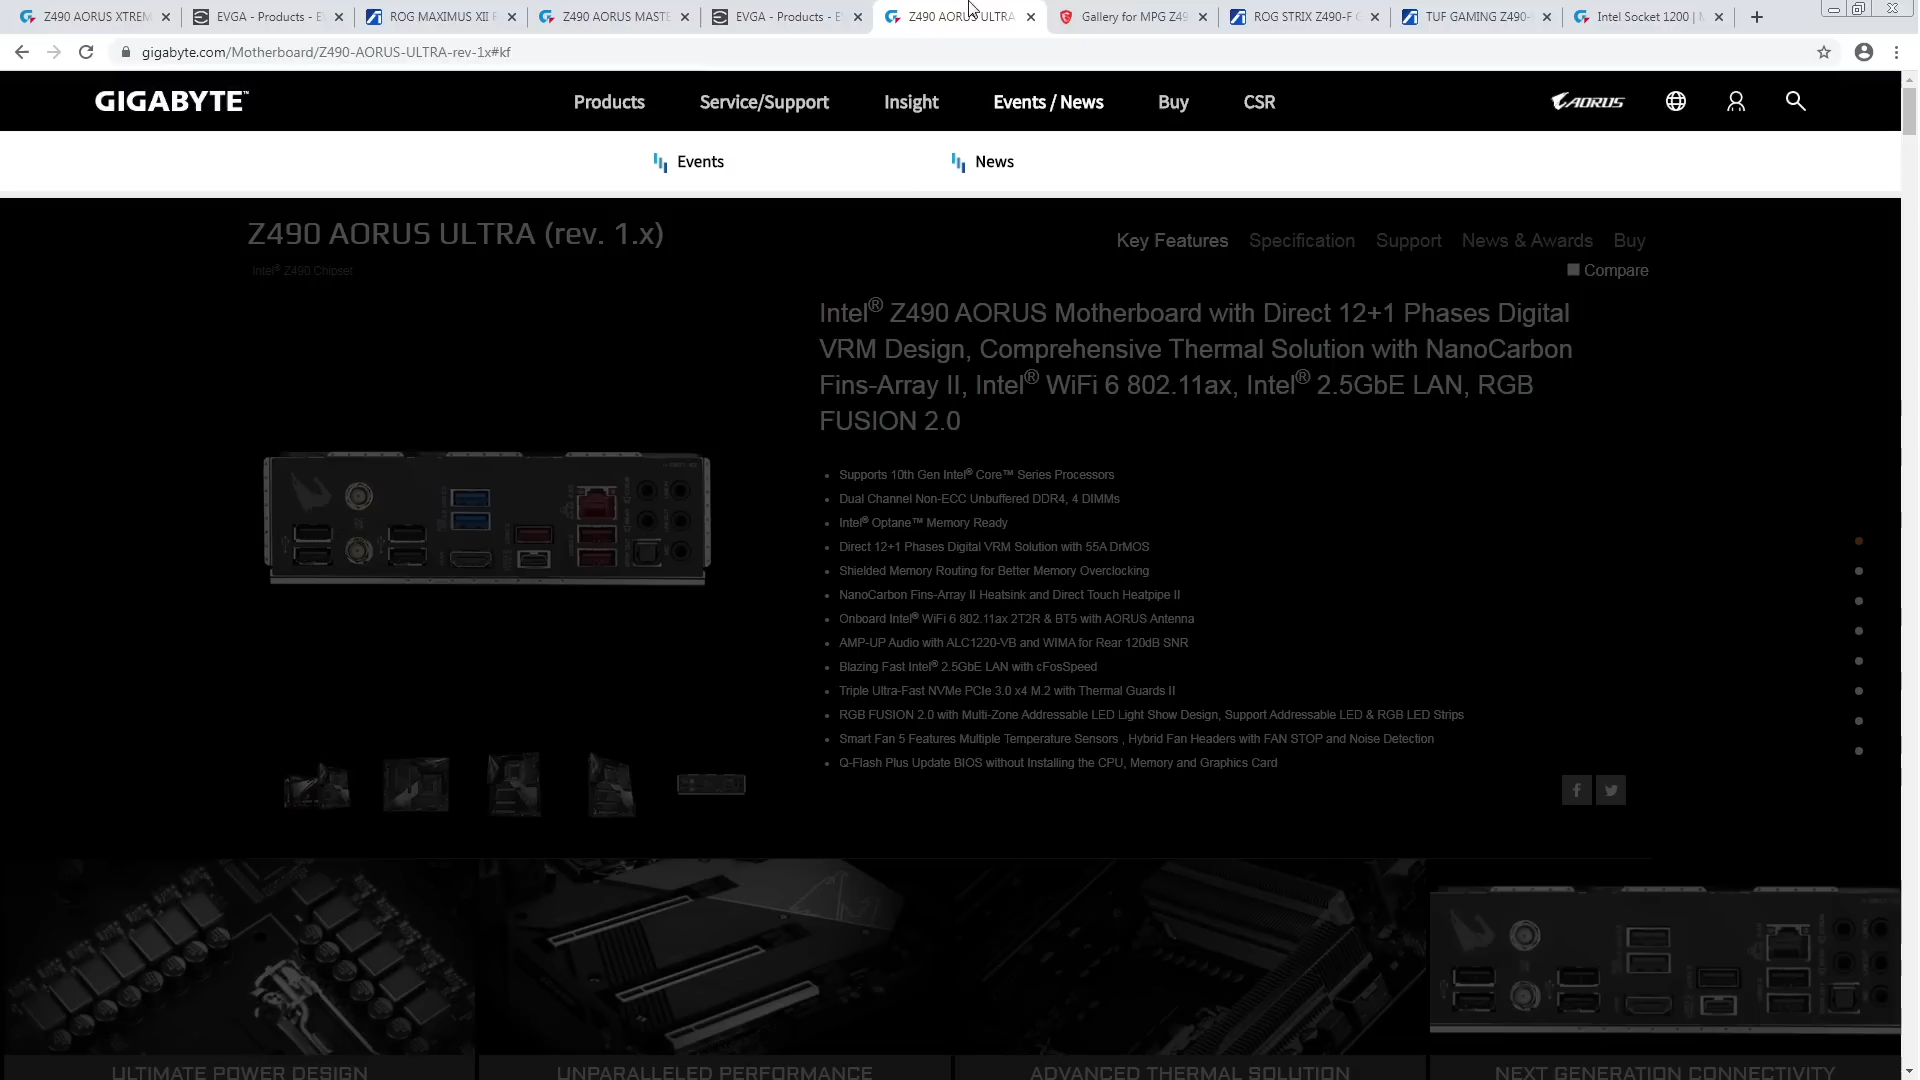 Z490 AORUS XTREM
EVGA - Products - E
ROG MAXIMUS XII F
Z490 AORUS MASTE
EVGA - Products - E
Z490 AORUS ULTRA
Gallery for MPG Z49
ROG STRIX Z490-F G
TUF GAMING Z490-
Intel Socket 1200 | M
gigabyte.com/Motherboard/Z490-AORUS-ULTRA-rev-1x#kf
GIGABYTE™
Products
Service/Support
Insight
Events / News
Buy
CSR
AORUS
Events
News
Z490 AORUS ULTRA (rev. 1.x)
Key Features
Specification
Support
News & Awards
Buy
Intel® Z490 Chipset
Compare
Intel® Z490 AORUS Motherboard with Direct 12+1 Phases Digital
VRM Design, Comprehensive Thermal Solution with NanoCarbon
Fins-Array II, Intel® WiFi 6 802.11ax, Intel® 2.5GbE LAN, RGB
FUSION 2.0
Supports 10th Gen Intel® Core™ Series Processors
Dual Channel Non-ECC Unbuffered DDR4, 4 DIMMs
Intel® Optane™ Memory Ready
Direct 12+1 Phases Digital VRM Solution with 55A DrMOS
Shielded Memory Routing for Better Memory Overclocking
NanoCarbon Fins-Array II Heatsink and Direct Touch Heatpipe II
Onboard Intel® WiFi 6 802.11ax 2T2R & BT5 with AORUS Antenna
AMP-UP Audio with ALC1220-VB and WIMA for Rear 120dB SNR
Blazing Fast Intel® 2.5GbE LAN with cFosSpeed
Triple Ultra-Fast NVMe PCIe 3.0 x4 M.2 with Thermal Guards II
RGB FUSION 2.0 with Multi-Zone Addressable LED Light Show Design, Support Addressable LED & RGB LED Strips
Smart Fan 5 Features Multiple Temperature Sensors , Hybrid Fan Headers with FAN STOP and Noise Detection
Q-Flash Plus Update BIOS without Installing the CPU, Memory and Graphics Card
ULTIMATE POWER DESIGN
UNPARALLELED PERFORMANCE
ADVANCED THERMAL SOLUTION
NEXT GENERATION CONNECTIVITY